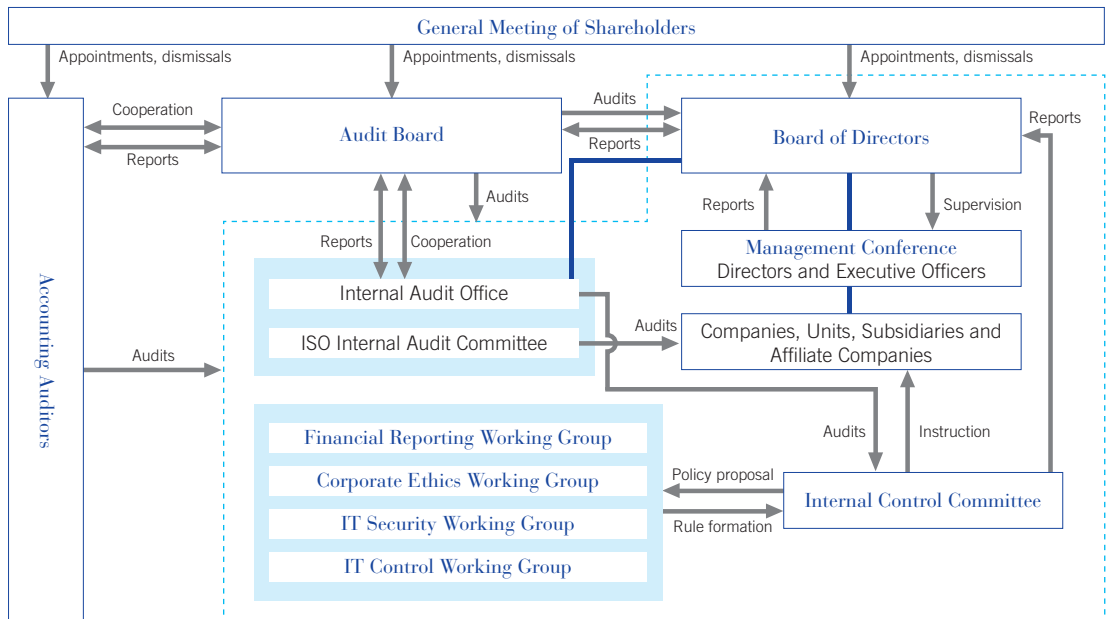 General Meeting of Shareholders
Appointments, dismissals
Appointments, dismissals
Appointments, dismissals
Cooperation
Reports
Audit Board
Audits
Reports
Board of Directors
Reports
Audits
Reports
Supervision
Reports
Cooperation
Management Conference
Directors and Executive Officers
Accounting Auditors
Internal Audit Office
ISO Internal Audit Committee
Audits
Companies, Units, Subsidiaries and
Affiliate Companies
Audits
Audits
Instruction
Financial Reporting Working Group
Corporate Ethics Working Group
IT Security Working Group
IT Control Working Group
Policy proposal
Rule formation
Internal Control Committee